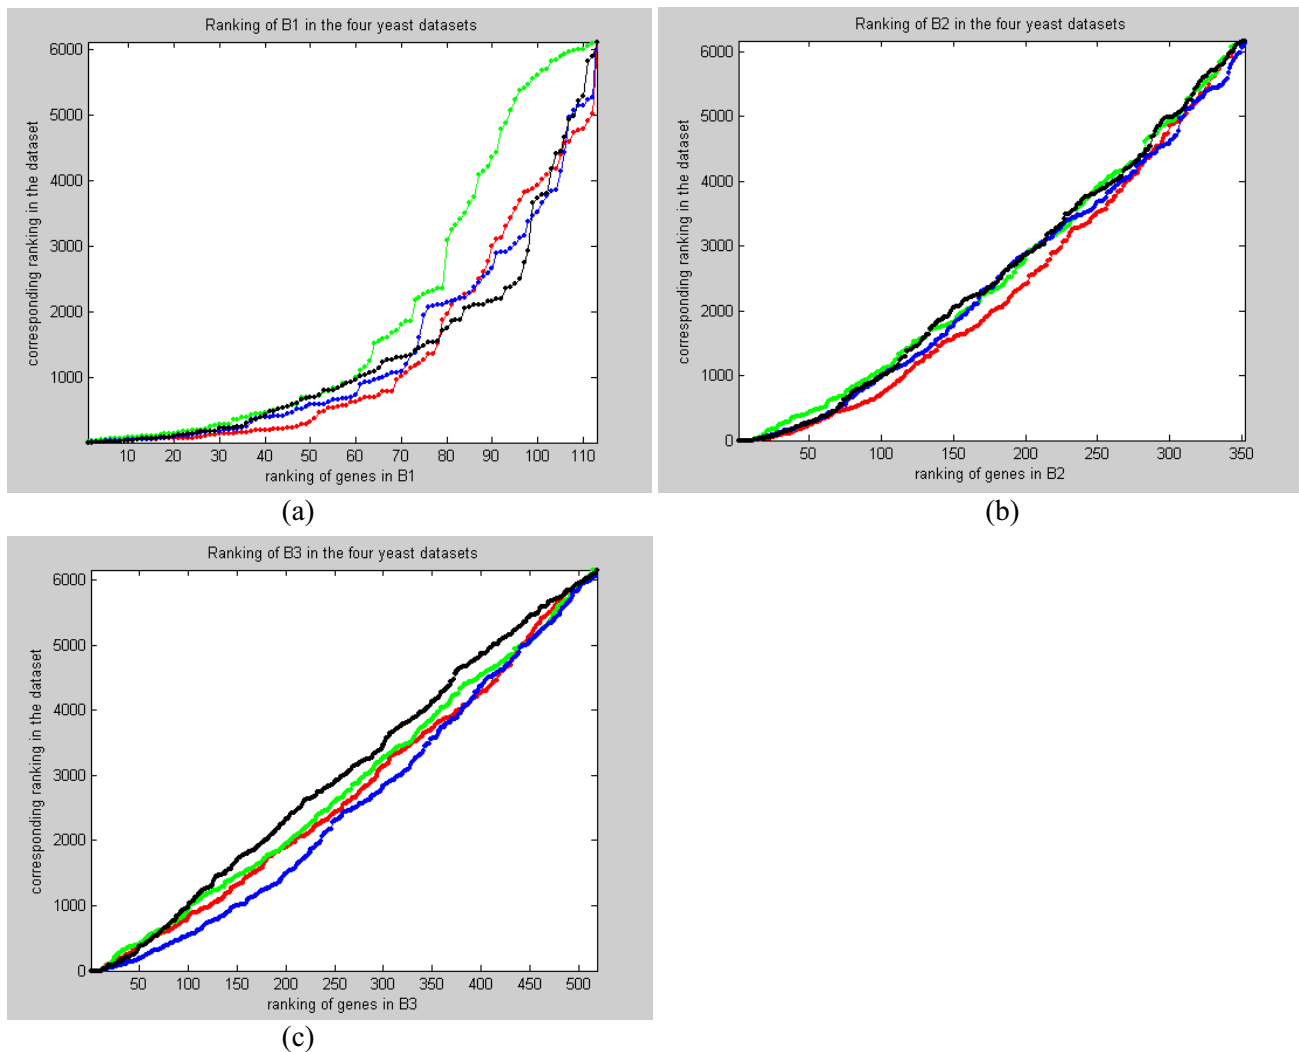 Ranking of B1 in the four yeast datasets
corresponding ranking in the dataset
6000
5000
4000
3000
2000
1000
10 20 30 40 50 60 70 80 90 100 110
ranking of genes in B1
(a)
Ranking of B2 in the four yeast datasets
corresponding ranking in the dataset
6000
5000
4000
3000
2000
1000
0
50 100 150 200 250 300 350
ranking of genes in B2
(b)
Ranking of B3 in the four yeast datasets
corresponding ranking in the dataset
6000
5000
4000
3000
2000
1000
0
50 100 150 200 250 300 350 400 450 500
ranking of genes in B3
(c)